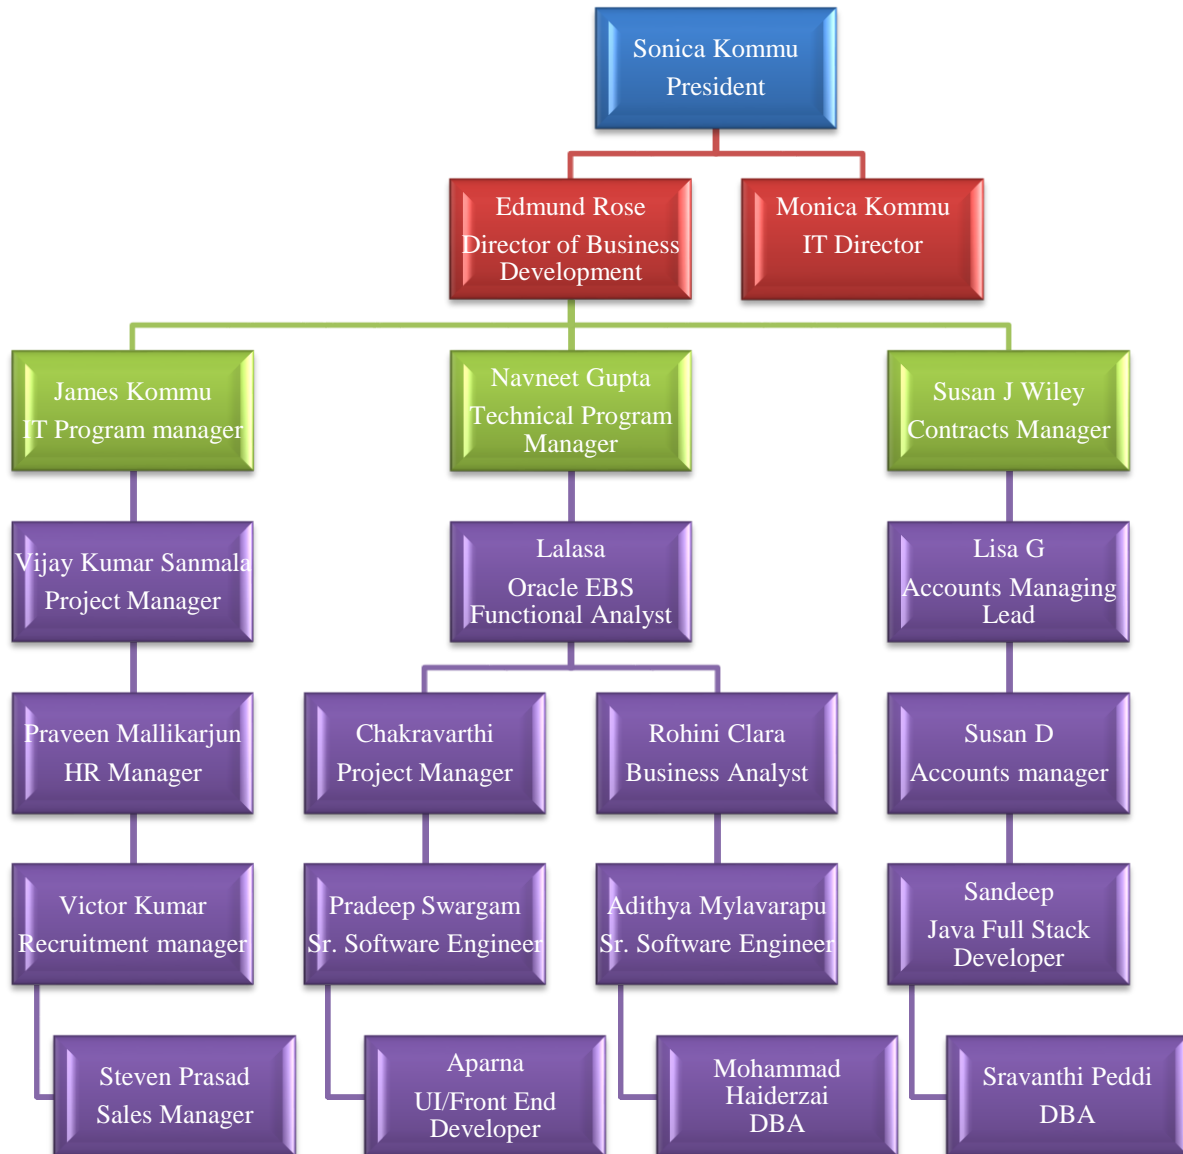 Sonica Kommu
President
Edmund Rose
Director of Business
Development
Monica Kommu
IT Director
James Kommu
IT Program manager
Navneet Gupta
Technical Program
Manager
Susan J Wiley
Contracts Manager
Vijay Kumar Sanmala
Project Manager
Lalasa
Oracle EBS
Functional Analyst
Lisa G
Accounts Managing
Lead
Praveen Mallikarjun
HR Manager
Chakravarthi
Project Manager
Rohini Clara
Business Analyst
Susan D
Accounts manager
Victor Kumar
Recruitment manager
Pradeep Swargam
Sr. Software Engineer
Adithya Mylavarapu
Sr. Software Engineer
Sandeep
Java Full Stack
Developer
Steven Prasad
Sales Manager
Aparna
UI/Front End
Developer
Mohammad
Haiderzai
DBA
Sravanthi Peddi
DBA